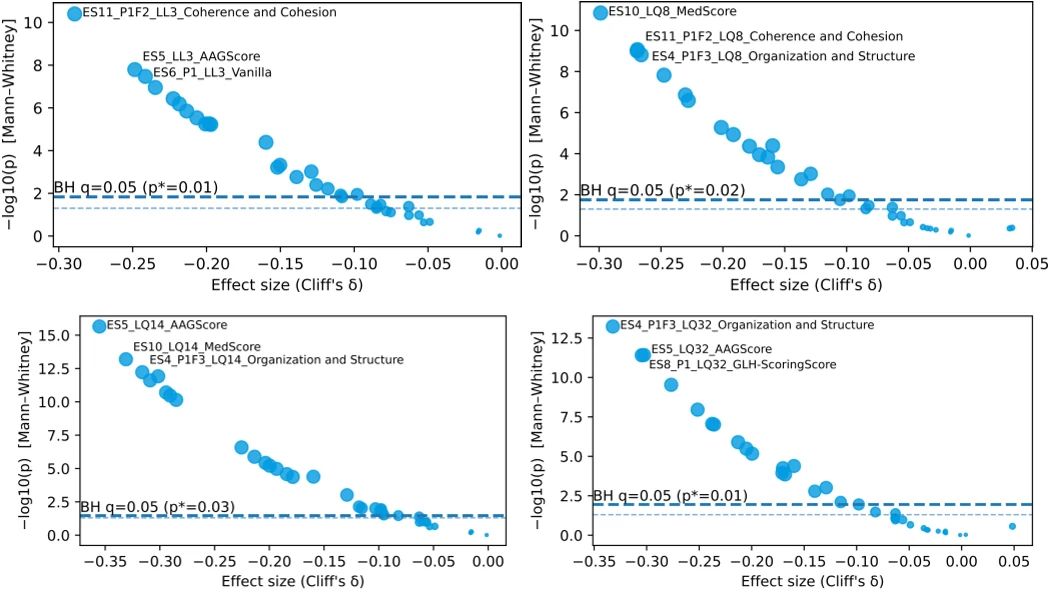 ES11_P1F2_LL3_Coherence and Cohesion
ES5_LL3_AAGScore
ES6_P1_LL3_Vanilla
BH q=0.05 (p*=0.01)
10
8
6
4
2
0
−0.30 −0.25 −0.20 −0.15 −0.10 −0.05 0.00
Effect size (Cliff's δ)
−log10(p) [Mann–Whitney]
ES10_LQ8_MedScore
ES11_P1F2_LQ8_Coherence and Cohesion
ES4_P1F3_LQ8_Organization and Structure
BH q=0.05 (p*=0.02)
10
8
6
4
2
0
−0.30 −0.25 −0.20 −0.15 −0.10 −0.05 0.00 0.05
Effect size (Cliff's δ)
−log10(p) [Mann–Whitney]
ES5_LQ14_AAGScore
ES10_LQ14_MedScore
ES4_P1F3_LQ14_Organization and Structure
BH q=0.05 (p*=0.03)
15.0
12.5
10.0
7.5
5.0
2.5
0.0
−0.35 −0.30 −0.25 −0.20 −0.15 −0.10 −0.05 0.00
Effect size (Cliff's δ)
−log10(p) [Mann–Whitney]
ES4_P1F3_LQ32_Organization and Structure
ES5_LQ32_AAGScore
ES8_P1_LQ32_GLH-ScoringScore
BH q=0.05 (p*=0.01)
12.5
10.0
7.5
5.0
2.5
0.0
−0.35 −0.30 −0.25 −0.20 −0.15 −0.10 −0.05 0.00 0.05
Effect size (Cliff's δ)
−log10(p) [Mann–Whitney]